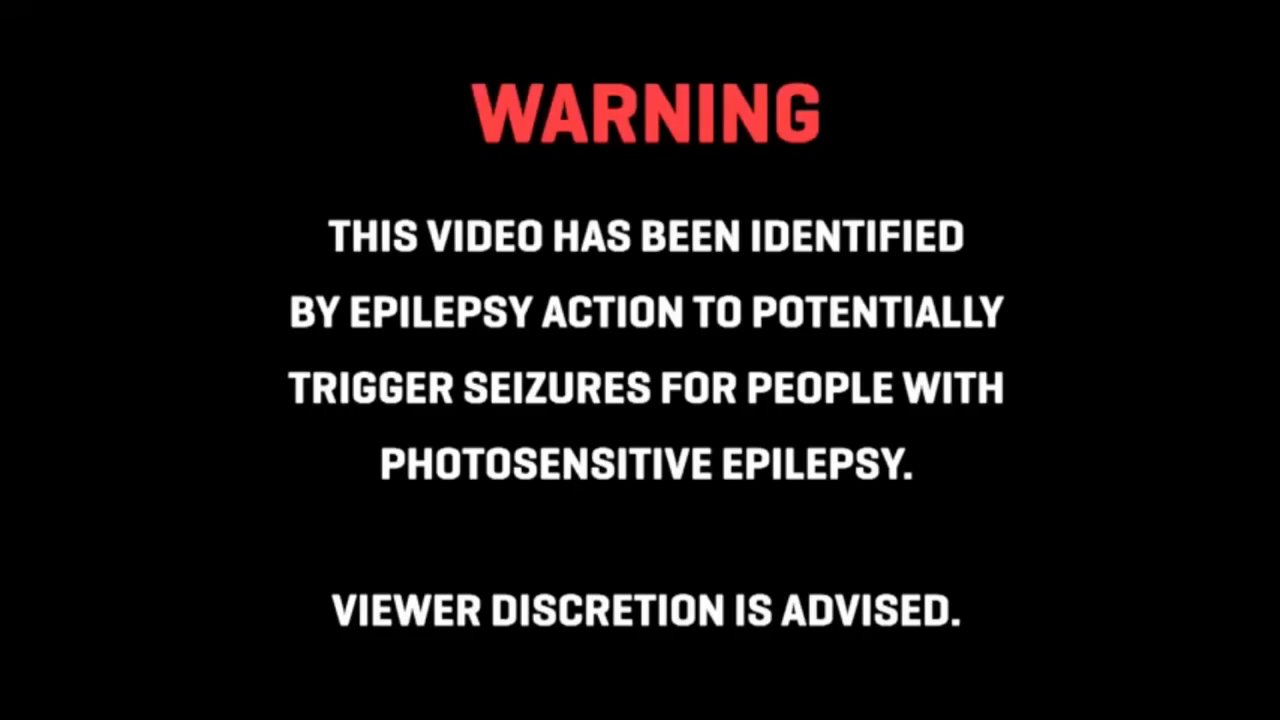 WARNING
THIS VIDEO HAS BEEN IDENTIFIED
BY EPILEPSY ACTION TO POTENTIALLY
TRIGGER SEIZURES FOR PEOPLE WITH
PHOTOSENSITIVE EPILEPSY.
VIEWER DISCRETION IS ADVISED.